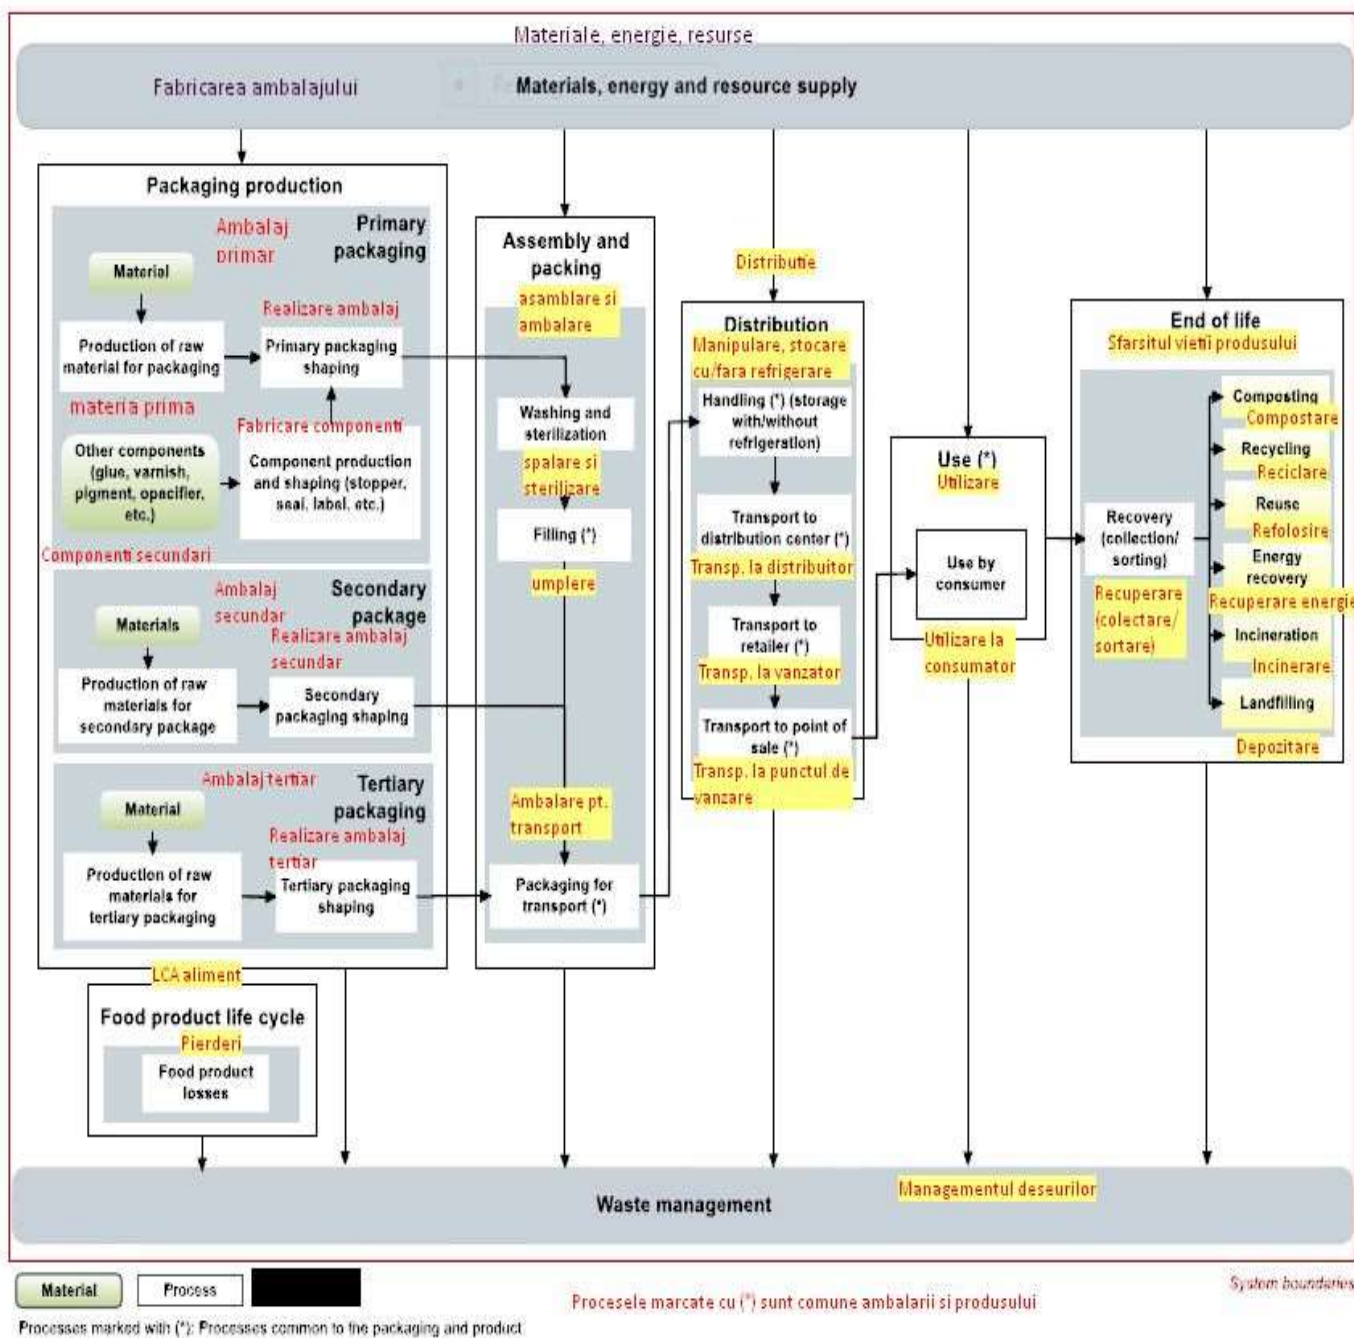 Materiale, energie, resurse
Fabricarea ambalajului
Materials, energy and resource supply
Packaging production
Ambalaj
primar
Primary
packaging
Material
Realizare ambalaj
Production of raw
material for packaging
Primary packaging
shaping
materia prima
Fabricare componenti
Other components
(glue, varnish,
pigment, opacifier,
etc.)
Component production
and shaping (stopper,
seal, label, etc.)
Componenti secundari
Ambalaj
secundar
Secondary
package
Materials
Realizare ambalaj
secundar
Production of raw
materials for
secondary package
Secondary
packaging shaping
Ambalaj tertiar
Tertiary
packaging
Material
Realizare ambalaj
tertiar
Production of raw
materials for
tertiary packaging
Tertiary packaging
shaping
LCA aliment
Food product life cycle
Pierderi
Food product
losses
Assembly and
packing
asamblare si
ambalare
Washing and
sterilization
spalare si
sterilizare
Filling (*)
umplere
Ambalare pt.
transport
Packaging for
transport (*)
Distributie
Distribution
Manipulare, stocare
cu/fara refrigerare
Handling (*) (storage
with/without
refrigeration)
Transport to
distribution center (*)
Transp. la distribuitor
Transport to
retailer (*)
Transp. la vanzator
Transport to point of
sale (*)
Transp. la punctul de
vanzare
Use (*)
Utilizare
Use by
consumer
Utilizare la
consumator
End of life
Sfarsitul vietii produsului
Recovery
(collection/
sorting)
Recuperare
(colectare/
sortare)
Composting
Compostare
Recycling
Reciclare
Reuse
Refolosire
Energy
recovery
Recuperare energie
Incineration
Incinerare
Landfilling
Depozitare
Managementul deseurilor
Waste management
Material
Process
Procesele marcate cu (*) sunt comune ambalarii si produsului
System boundaries
Processes marked with (*): Processes common to the packaging and product